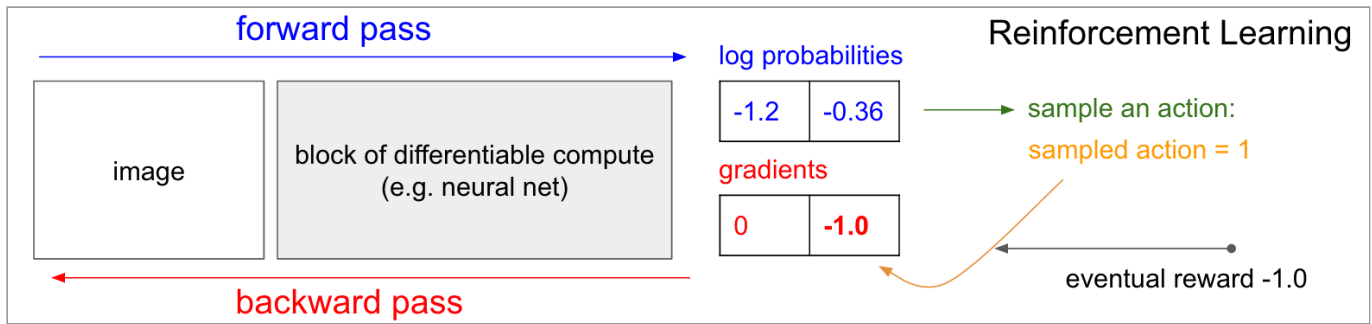 forward pass
Reinforcement Learning
log probabilities
image
block of differentiable compute
(e.g. neural net)
-1.2 -0.36
sample an action:
sampled action = 1
gradients
0 -1.0
eventual reward -1.0
backward pass